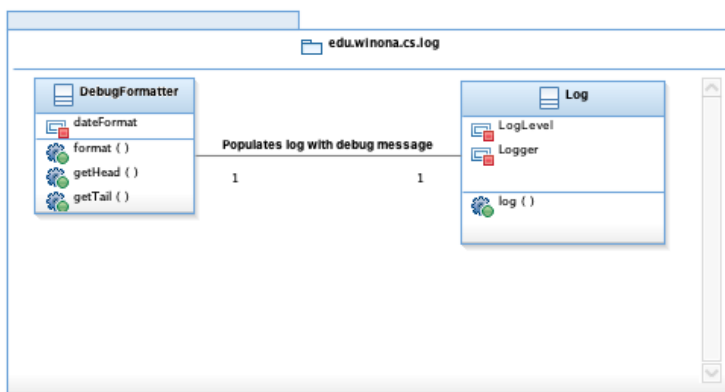 edu.winona.cs.log
DebugFormatter
dateFormat
format ( )
getHead ( )
getTail ( )
Populates log with debug message
1
1
Log
LogLevel
Logger
log ( )